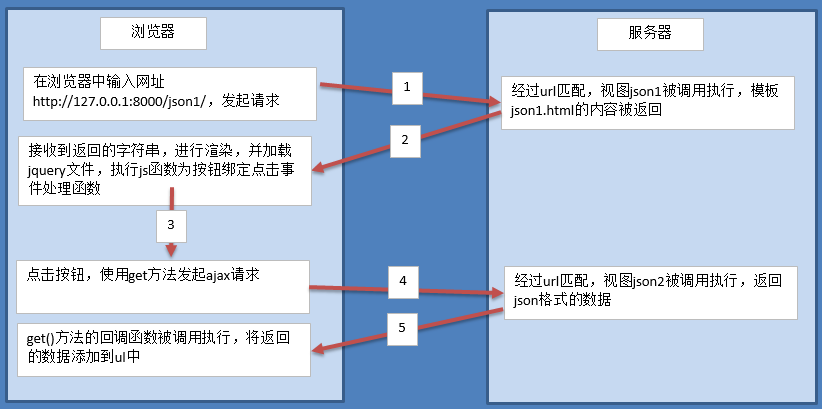 浏览器
服务器
在浏览器中输入网址
http://127.0.0.1:8000/json1/，发起请求
1
经过url匹配，视图json1被调用执行，模板
json1.html的内容被返回
2
接收到返回的字符串，进行渲染，并加载
jquery文件，执行js函数为按钮绑定点击事
件处理函数
3
点击按钮，使用get方法发起ajax请求
4
经过url匹配，视图json2被调用执行，返回
json格式的数据
5
get()方法的回调函数被调用执行，将返回
的数据添加到ul中